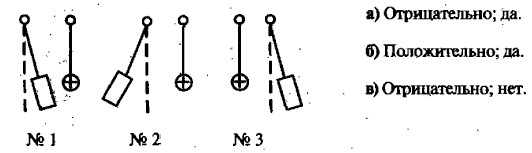 а) Отрицательно; да.
б) Положительно; да.
в) Отрицательно; нет.
№ 1 № 2 № 3